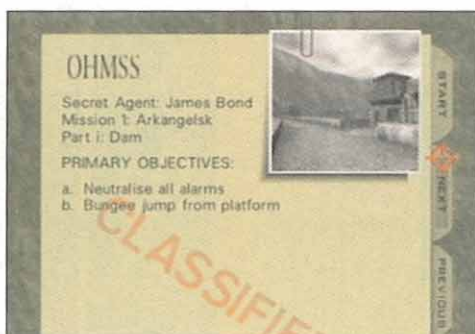 OHMSS
Secret Agent: James Bond
Mission 1: Arkangelsk
Part i: Dam
PRIMARY OBJECTIVES:
a. Neutralise all alarms
b. Bungee jump from platform
CLASSIFIE
START
NEXT
PREVIOUS